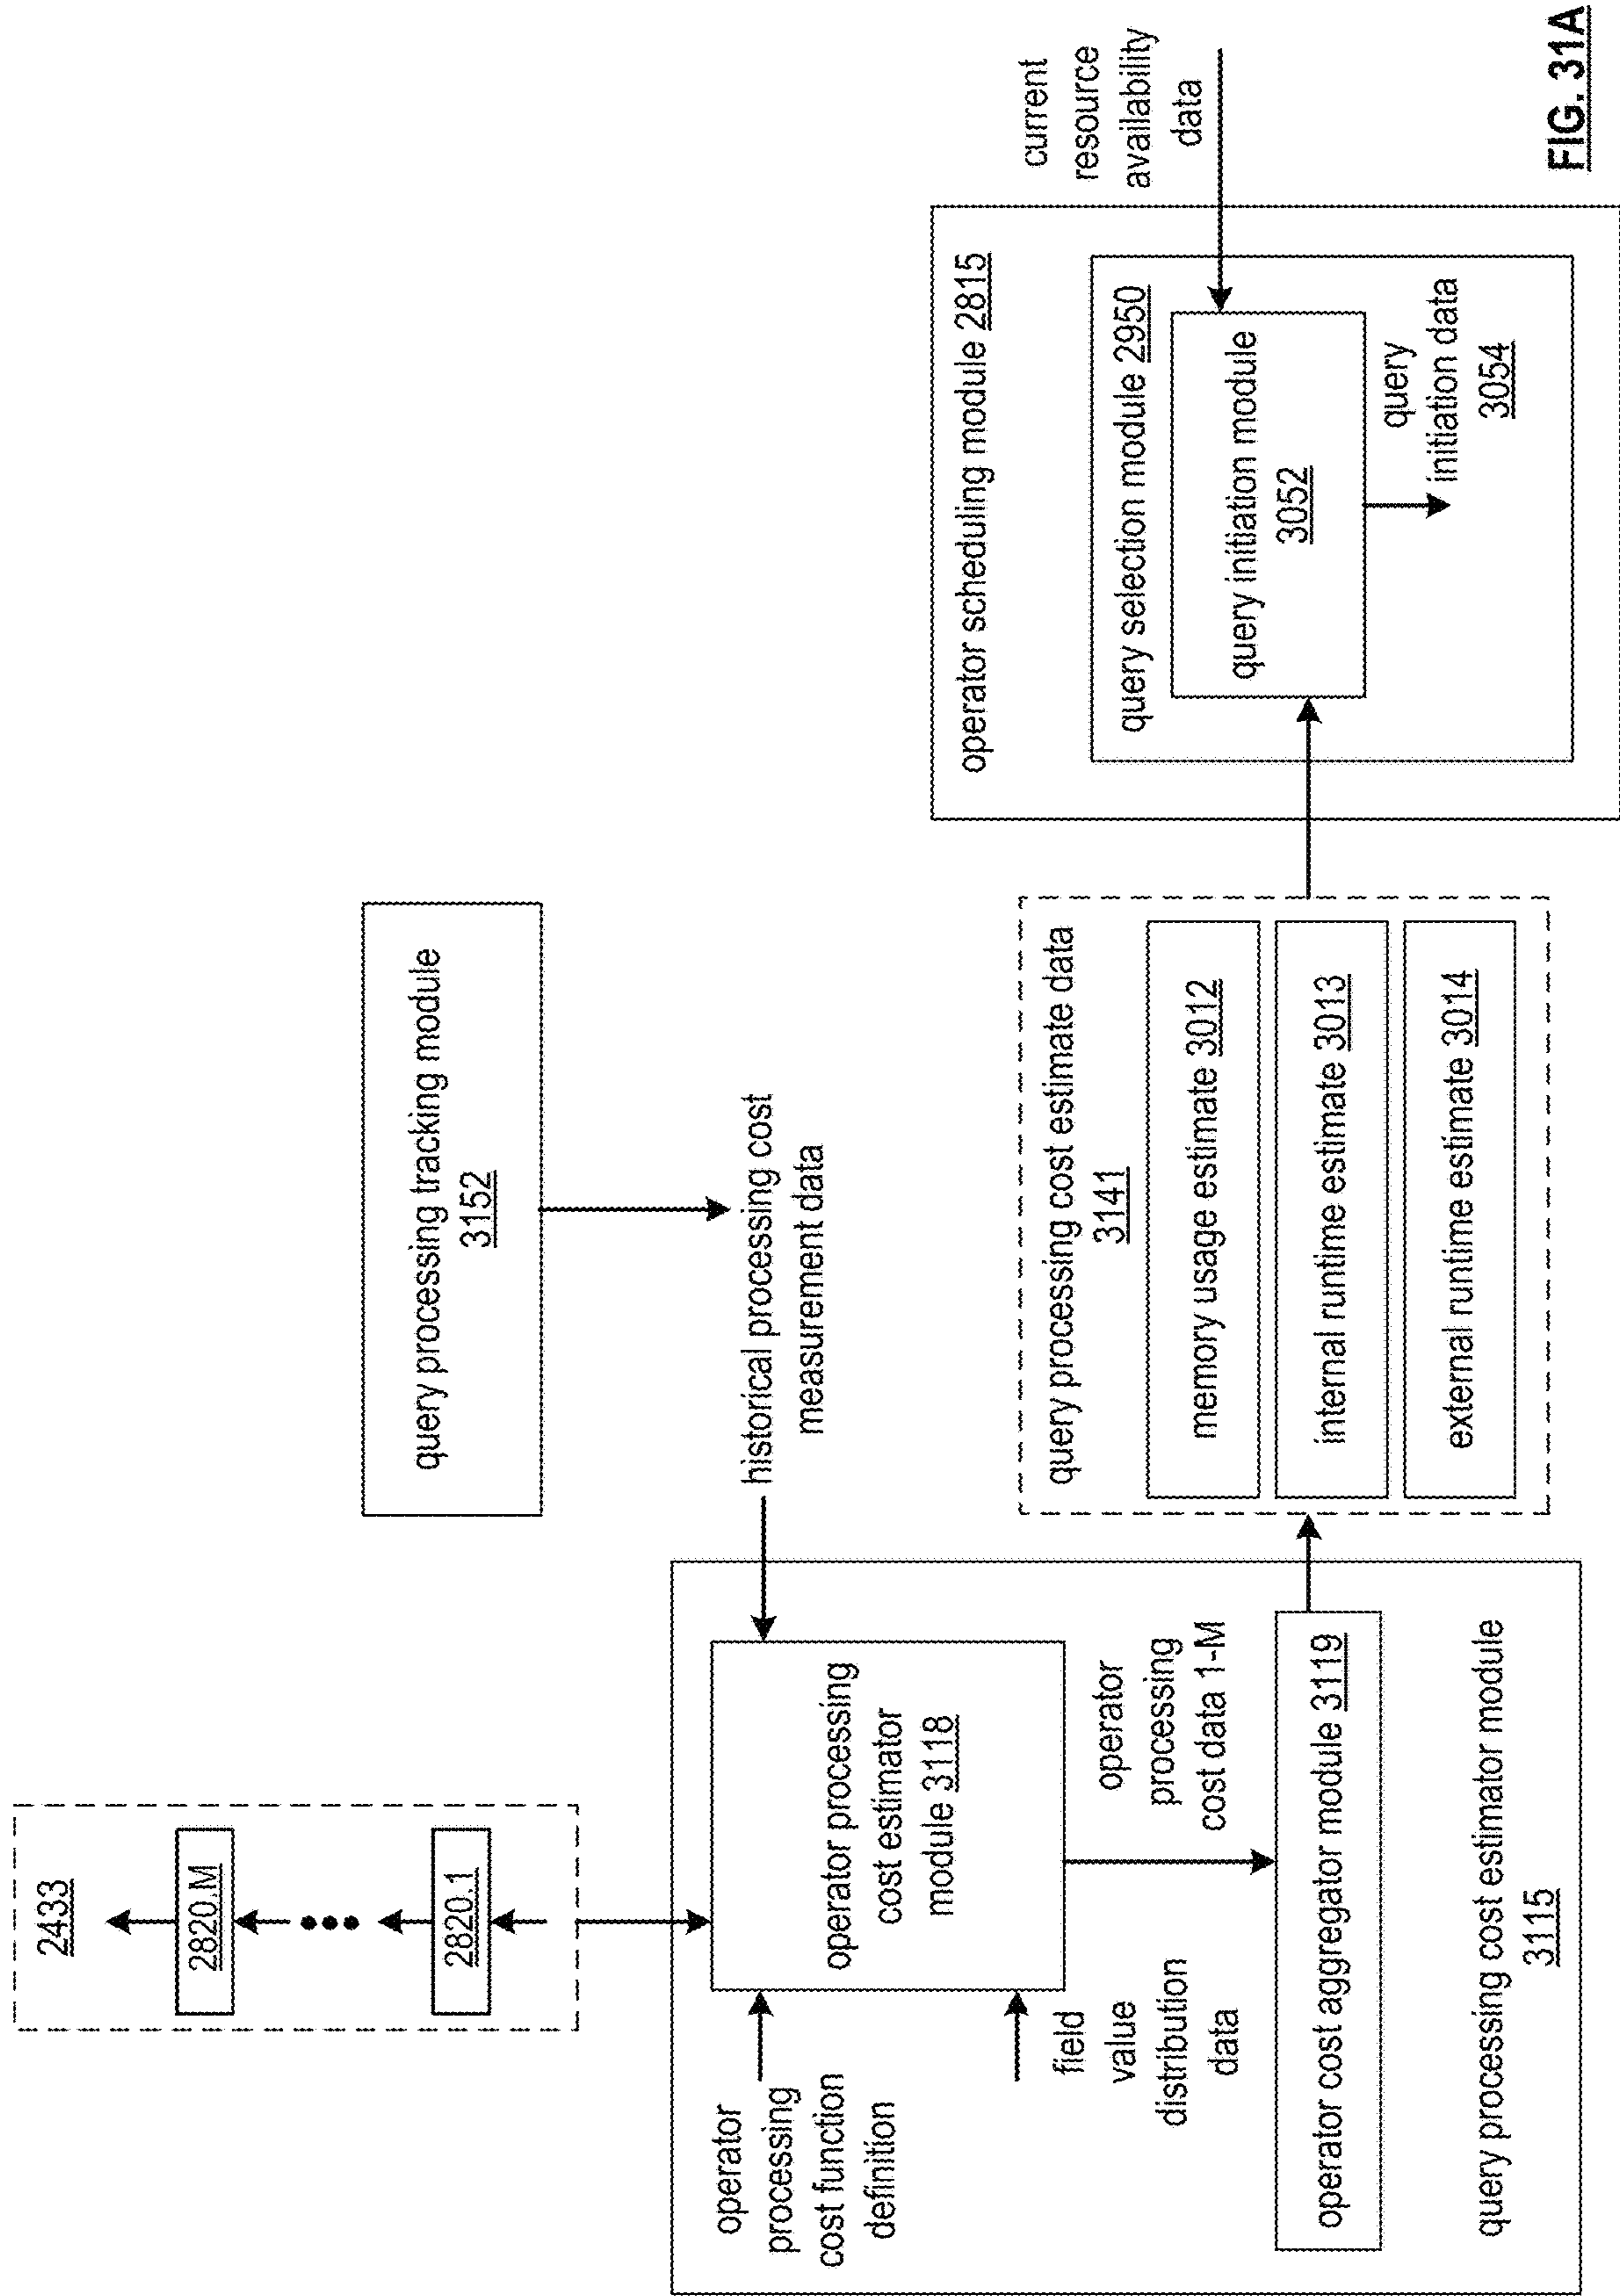 2433
2820.M
2820.1
query processing tracking module
3152
historical processing cost
measurement data
operator
processing
cost function
definition
operator processing
cost estimator
module 3118
field
value
distribution
data
operator
processing
cost data 1-M
operator cost aggregator module 3119
query processing cost estimator module
3115
query processing cost estimate data
3141
memory usage estimate 3012
internal runtime estimate 3013
external runtime estimate 3014
operator scheduling module 2815
query selection module 2950
query initiation module
3052
query
initiation data
3054
current
resource
availability
data
FIG. 31A